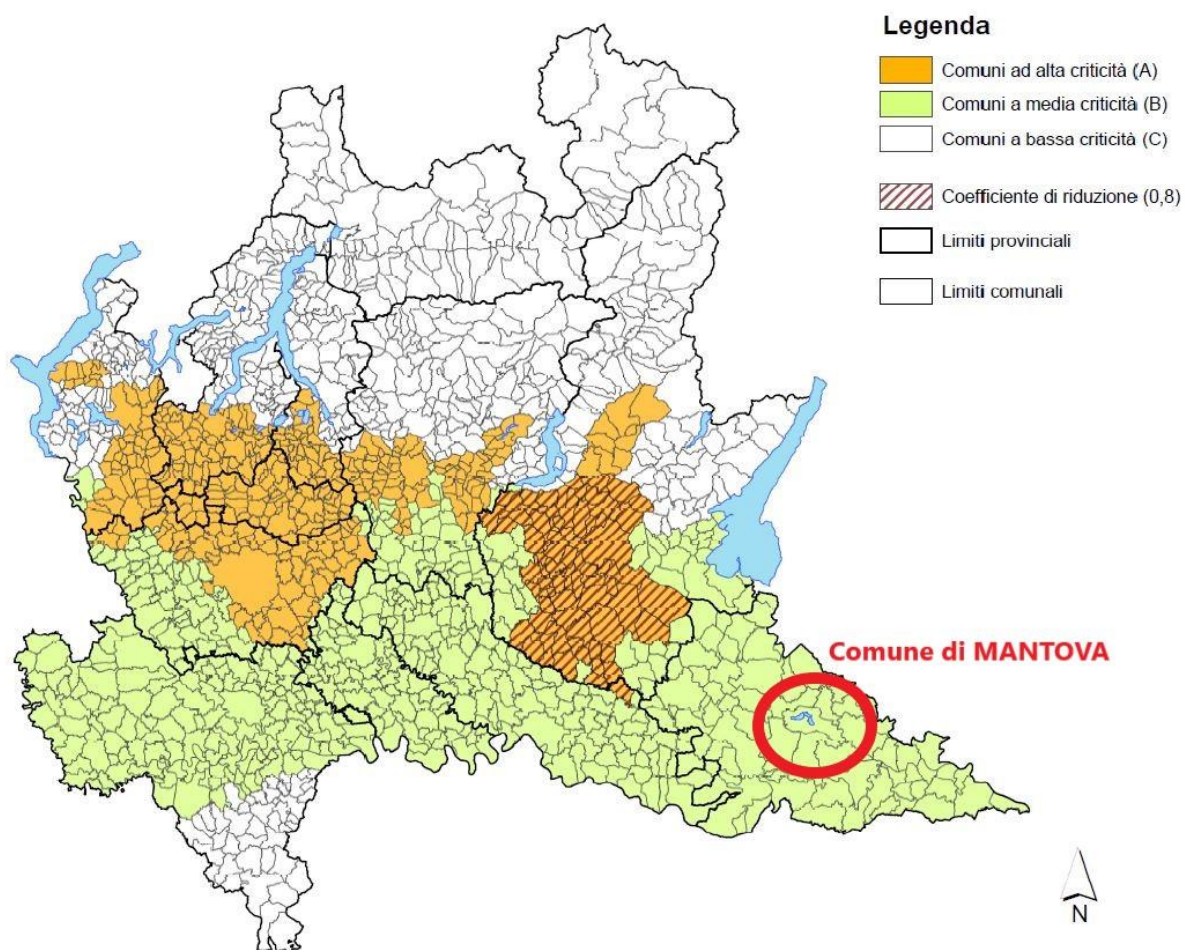 Legenda
Comuni ad alta criticità (A)
Comuni a media criticità (B)
Comuni a bassa criticità (C)
Coefficiente di riduzione (0,8)
Limiti provinciali
Limiti comunali
Comune di MANTOVA
N